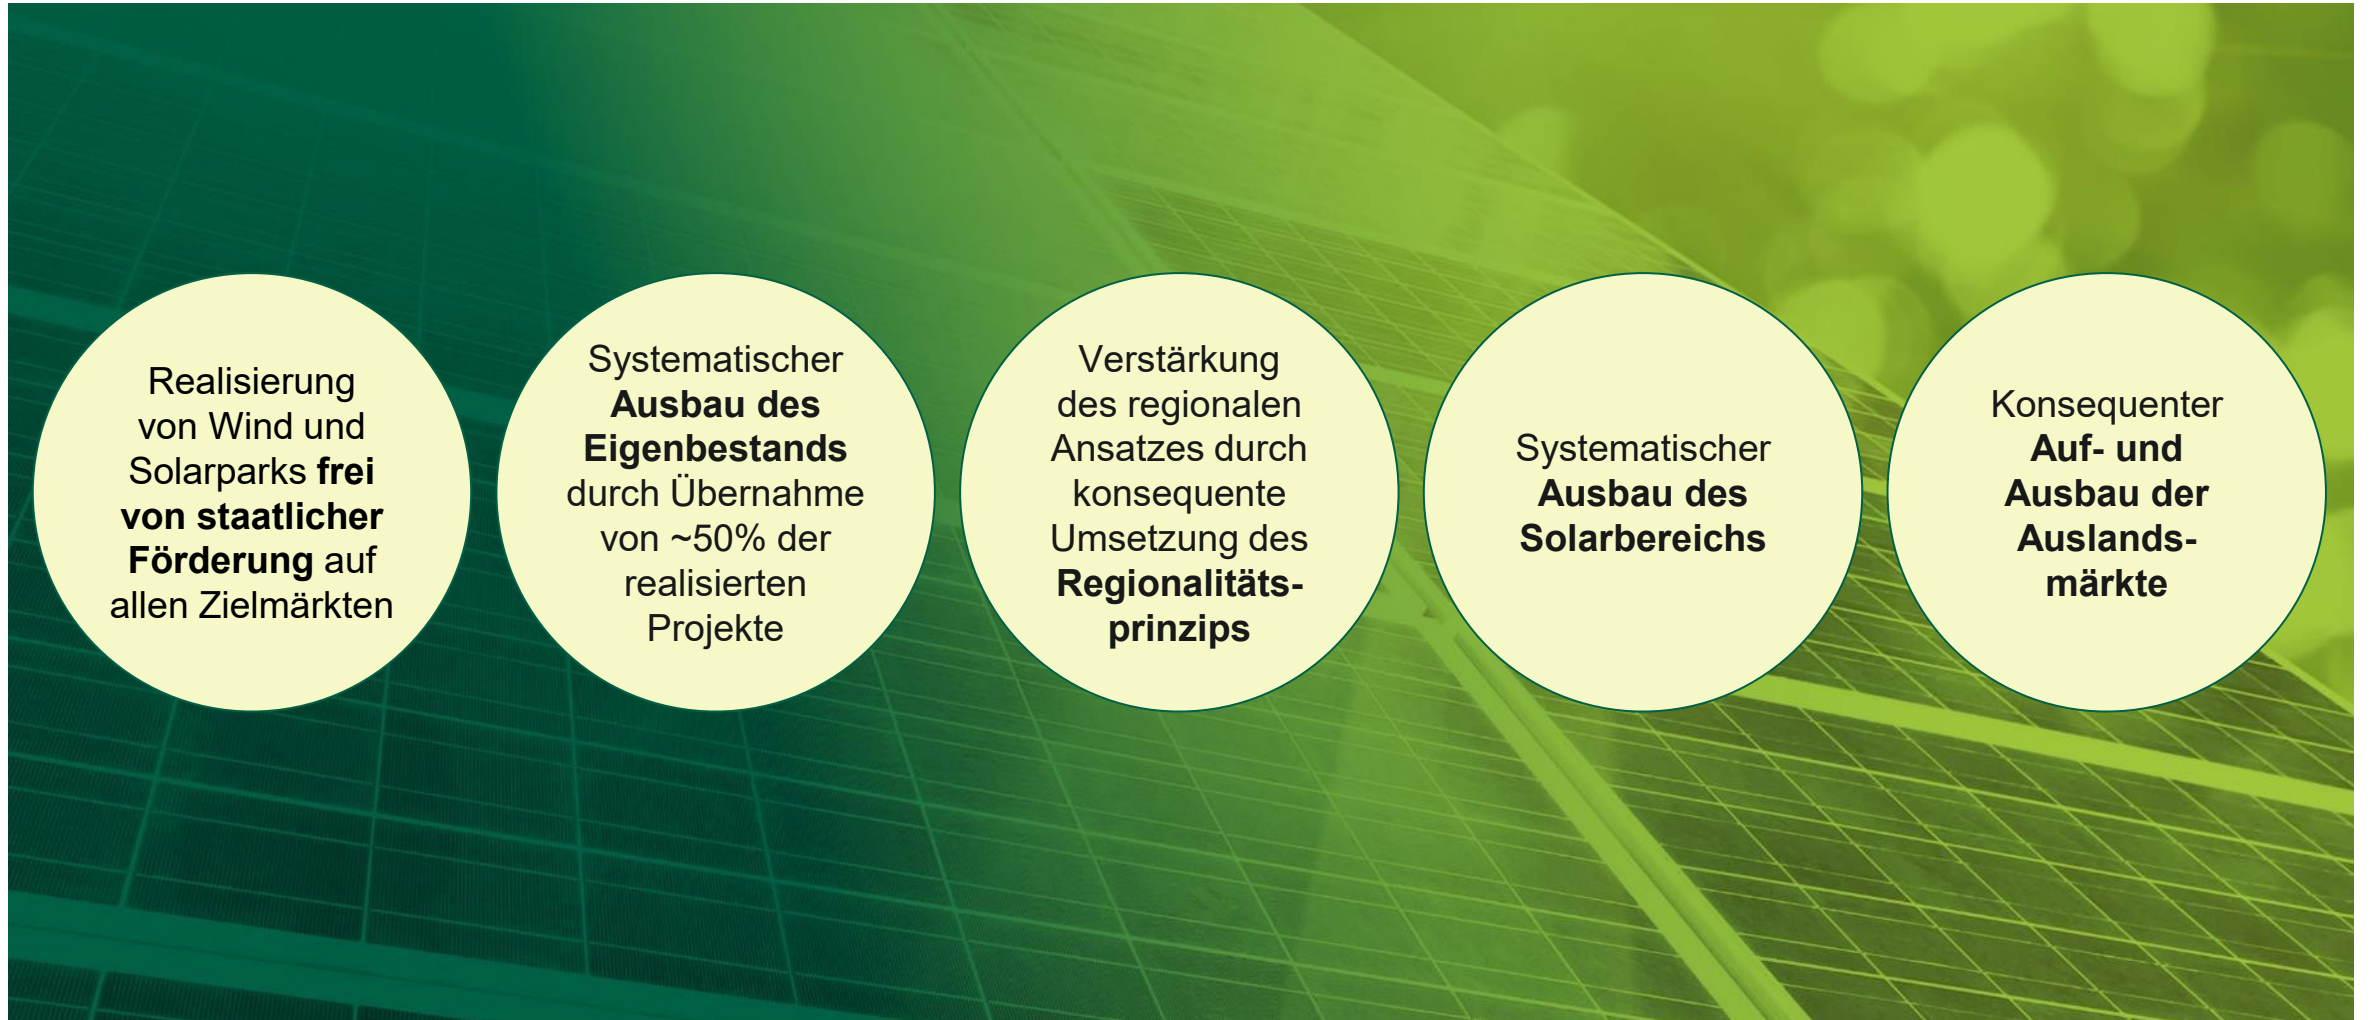 Realisierung
von Wind und
Solarparks frei
von staatlicher
Förderung auf
allen Zielmärkten
Systematischer
Ausbau des
Eigenbestands
durch Übernahme
von ~50% der
realisierten
Projekte
Verstärkung
des regionalen
Ansatzes durch
konsequente
Umsetzung des
Regionalitäts-
prinzips
Systematischer
Ausbau des
Solarbereichs
Konsequenter
Auf- und
Ausbau der
Auslands-
märkte